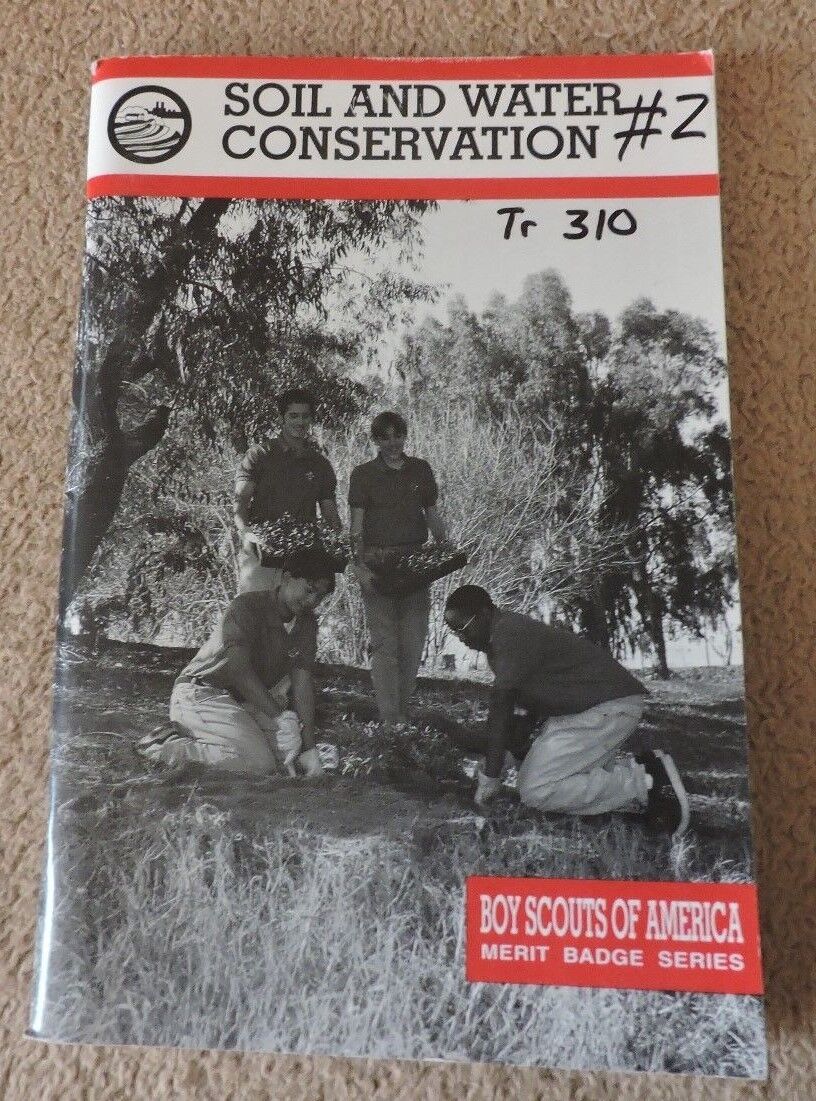 SOIL AND WATER
CONSERVATION #2
Tr 310
BOY SCOUTS OF AMERICA
MERIT BADGE SERIES